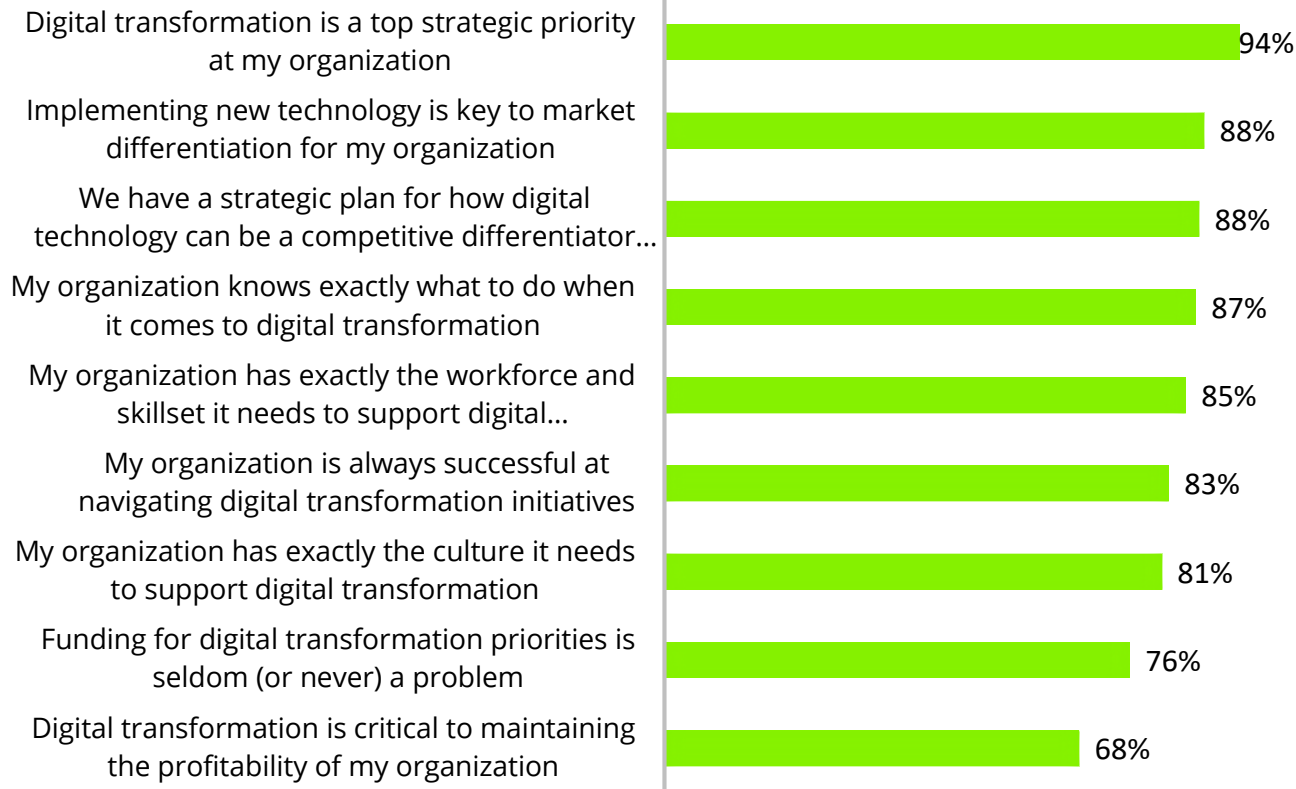 Digital transformation is a top strategic priority
at my organization
94%
Implementing new technology is key to market
differentiation for my organization
88%
We have a strategic plan for how digital
technology can be a competitive differentiator...
88%
My organization knows exactly what to do when
it comes to digital transformation
87%
My organization has exactly the workforce and
skillset it needs to support digital...
85%
My organization is always successful at
navigating digital transformation initiatives
83%
My organization has exactly the culture it needs
to support digital transformation
81%
Funding for digital transformation priorities is
seldom (or never) a problem
76%
Digital transformation is critical to maintaining
the profitability of my organization
68%